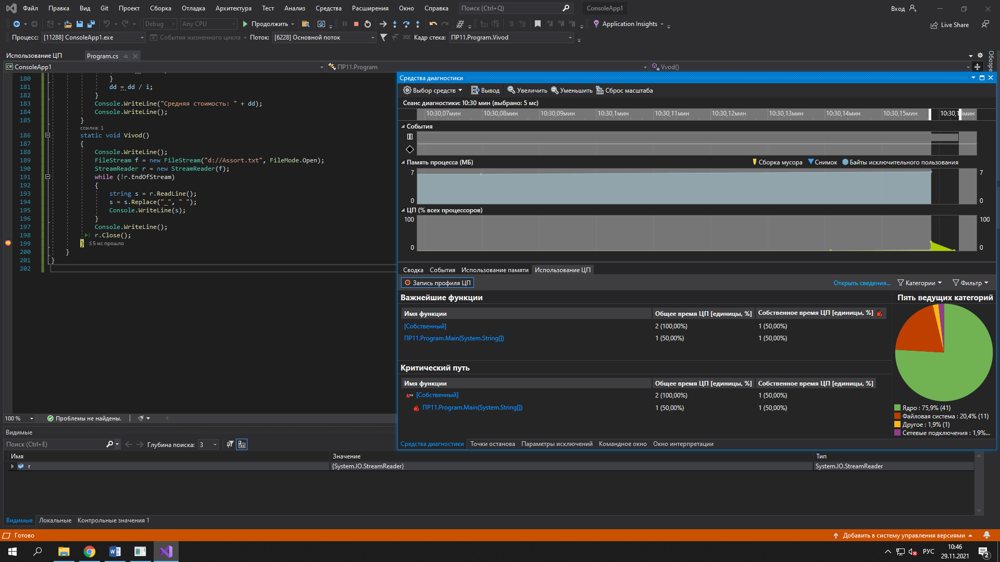 Файл Правка Вид Git Проект Сборка Отладка Архитектура Тест Анализ Средства Расширения Окно Справка Поиск (Ctrl+Q) ConsoleApp1 Вход
Debug Any CPU Продолжить Application Insights Live Share
Процесс: [11288] ConsoleApp1.exe События жизненного цикла Поток: [6228] Основной поток Кадр стека: ПР11.Program.Vivod
Использование ЦП Program.cs
ConsoleApp1 ПР11.Program Vvod()
180 }
181 dd = dd / i;
182 }
183 Console.WriteLine("Средняя стоимость: " + dd);
184 Console.WriteLine();
185 }
ссылка: 1
186 static void Vivod()
187 {
188 Console.WriteLine();
189 FileStream f = new FileStream("d://Assort.txt", FileMode.Open);
190 StreamReader r = new StreamReader(f);
191 while (!r.EndOfStream)
192 {
193 string s = r.ReadLine();
194 s = s.Replace("_", " ");
195 Console.WriteLine(s);
196 }
197 Console.WriteLine();
198 r.Close();
199 } ≤5 мс прошло
200 }
201 }
202
100 % Проблемы не найдены.
Средства диагностики
Выбор средств Вывод Увеличить Уменьшить Сброс масштаба
Сеанс диагностики: 10:30 мин (выбрано: 5 мс)
10:30,07мин 10:30,08мин 10:30,09мин 10:30,1мин 10:30,11мин 10:30,12мин 10:30,13мин 10:30,14мин 10:30,15мин 10:30,16мин
События
Память процесса (МБ) Сборка мусора Снимок Байты исключительного пользования
7 7
0 0
ЦП (% всех процессоров)
100 100
0 0
Сводка События Использование памяти Использование ЦП
Запись профиля ЦП Открыть сведения... Категории Фильтр
Важнейшие функции
Имя функции Общее время ЦП [единицы, %] Собственное время ЦП [единицы, %]
[Собственный] 2 (100,00%) 1 (50,00%)
ПР11.Program.Main(System.String[]) 1 (50,00%) 1 (50,00%)
Критический путь
Имя функции Общее время ЦП [единицы, %] Собственное время ЦП [единицы, %]
[Собственный] 2 (100,00%) 1 (50,00%)
ПР11.Program.Main(System.String[]) 1 (50,00%) 1 (50,00%)
Пять ведущих категорий
Ядро : 75,9% (41)
Файловая система : 20,4% (11)
Другое : 1,9% (1)
Сетевые подключения : 1,9%...
Средства диагностики Точки останова Параметры исключений Командное окно Окно интерпретации
Видимые
Поиск (Ctrl+E) Глубина поиска: 3
Имя Значение Тип
r {System.IO.StreamReader} System.IO.StreamReader
Видимые Локальные Контрольные значения 1
Готово Добавить в систему управления версиями
РУС 10:46
29.11.2021 2